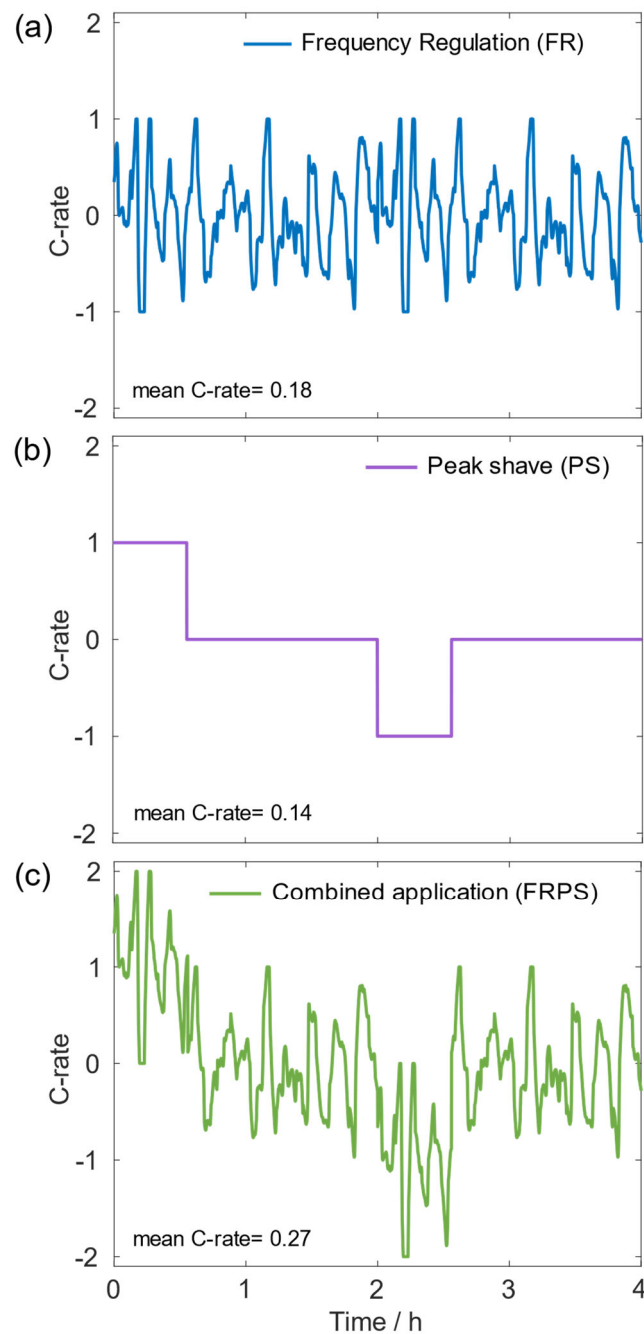 (a)
Frequency Regulation (FR)
2
1
0
-1
-2
C-rate
mean C-rate= 0.18
(b)
Peak shave (PS)
2
1
0
-1
-2
C-rate
mean C-rate= 0.14
(c)
Combined application (FRPS)
2
1
0
-1
-2
C-rate
mean C-rate= 0.27
0 1 2 3 4
Time / h